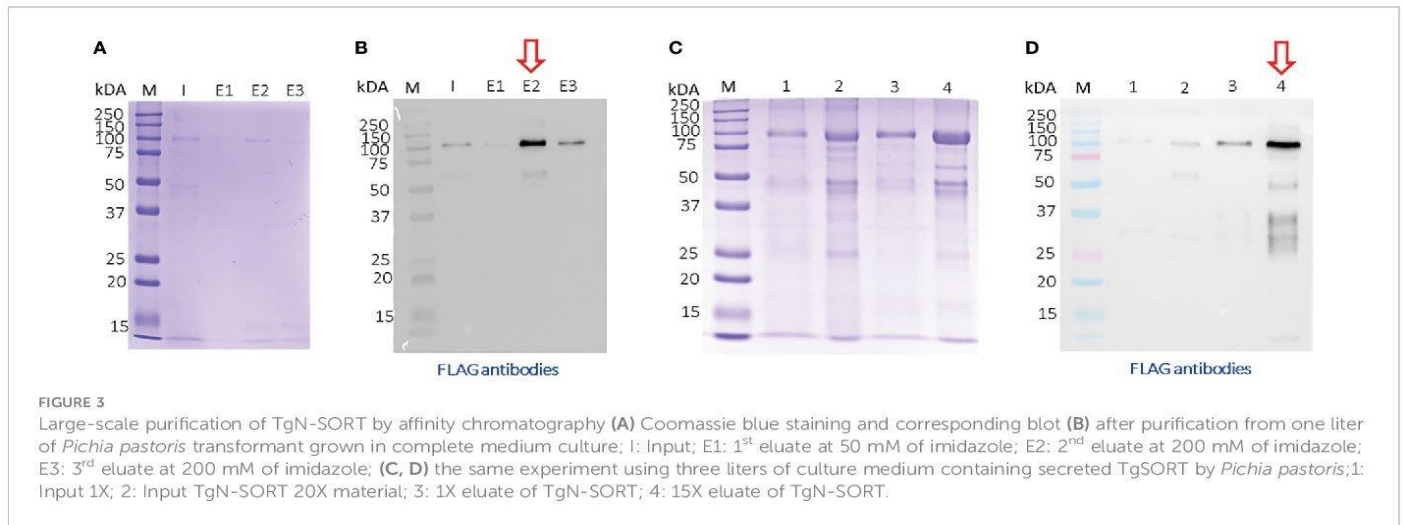 A
B
C
D
kDA M I E1 E2 E3
250
150
100
75
50
37
25
20
15
kDA M I E1 E2 E3
250
150
100
75
50
37
25
20
15
FLAG antibodies
kDA M 1 2 3 4
250
150
100
75
50
37
25
20
15
kDA M 1 2 3 4
250
150
100
75
50
37
25
20
15
FLAG antibodies
FIGURE 3
Large-scale purification of TgN-SORT by affinity chromatography (A) Coomassie blue staining and corresponding blot (B) after purification from one liter
of Pichia pastoris transformant grown in complete medium culture; I: Input; E1: 1st eluate at 50 mM of imidazole; E2: 2nd eluate at 200 mM of imidazole;
E3: 3rd eluate at 200 mM of imidazole; (C, D) the same experiment using three liters of culture medium containing secreted TgSORT by Pichia pastoris;1:
Input 1X; 2: Input TgN-SORT 20X material; 3: 1X eluate of TgN-SORT; 4: 15X eluate of TgN-SORT.